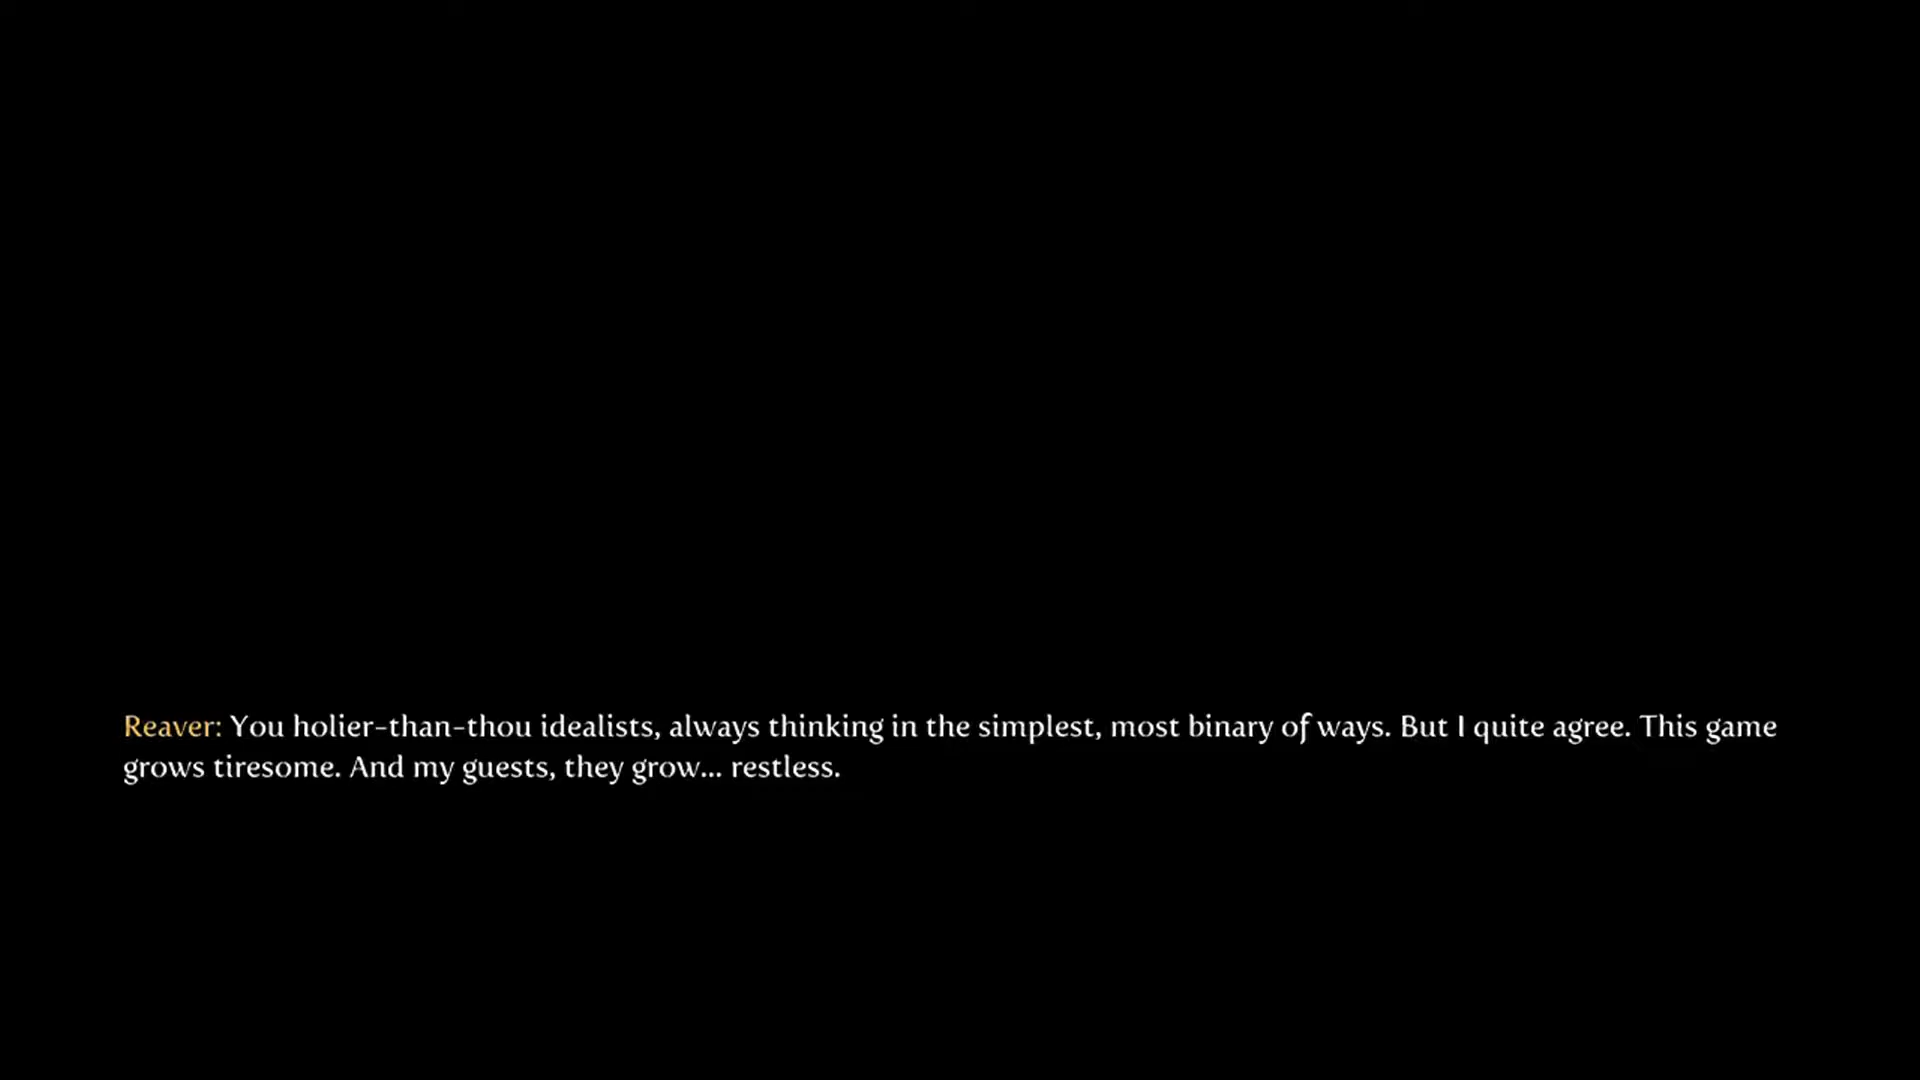 Reaver: You holier-than-thou idealists, always thinking in the simplest, most binary of ways. But I quite agree. This game
grows tiresome. And my guests, they grow... restless.